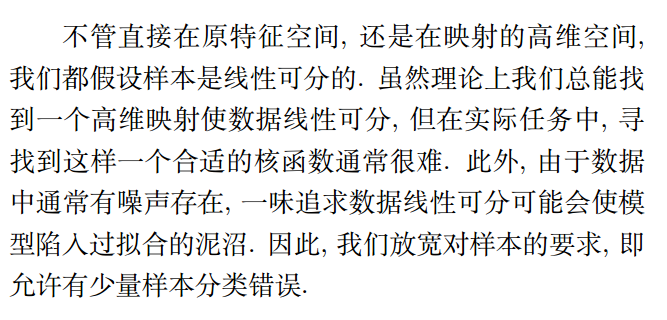 不管直接在原特征空间, 还是在映射的高维空间,
我们都假设样本是线性可分的. 虽然理论上我们总能找
到一个高维映射使数据线性可分, 但在实际任务中, 寻
找到这样一个合适的核函数通常很难. 此外, 由于数据
中通常有噪声存在, 一味追求数据线性可分可能会使模
型陷入过拟合的泥沼. 因此, 我们放宽对样本的要求, 即
允许有少量样本分类错误.